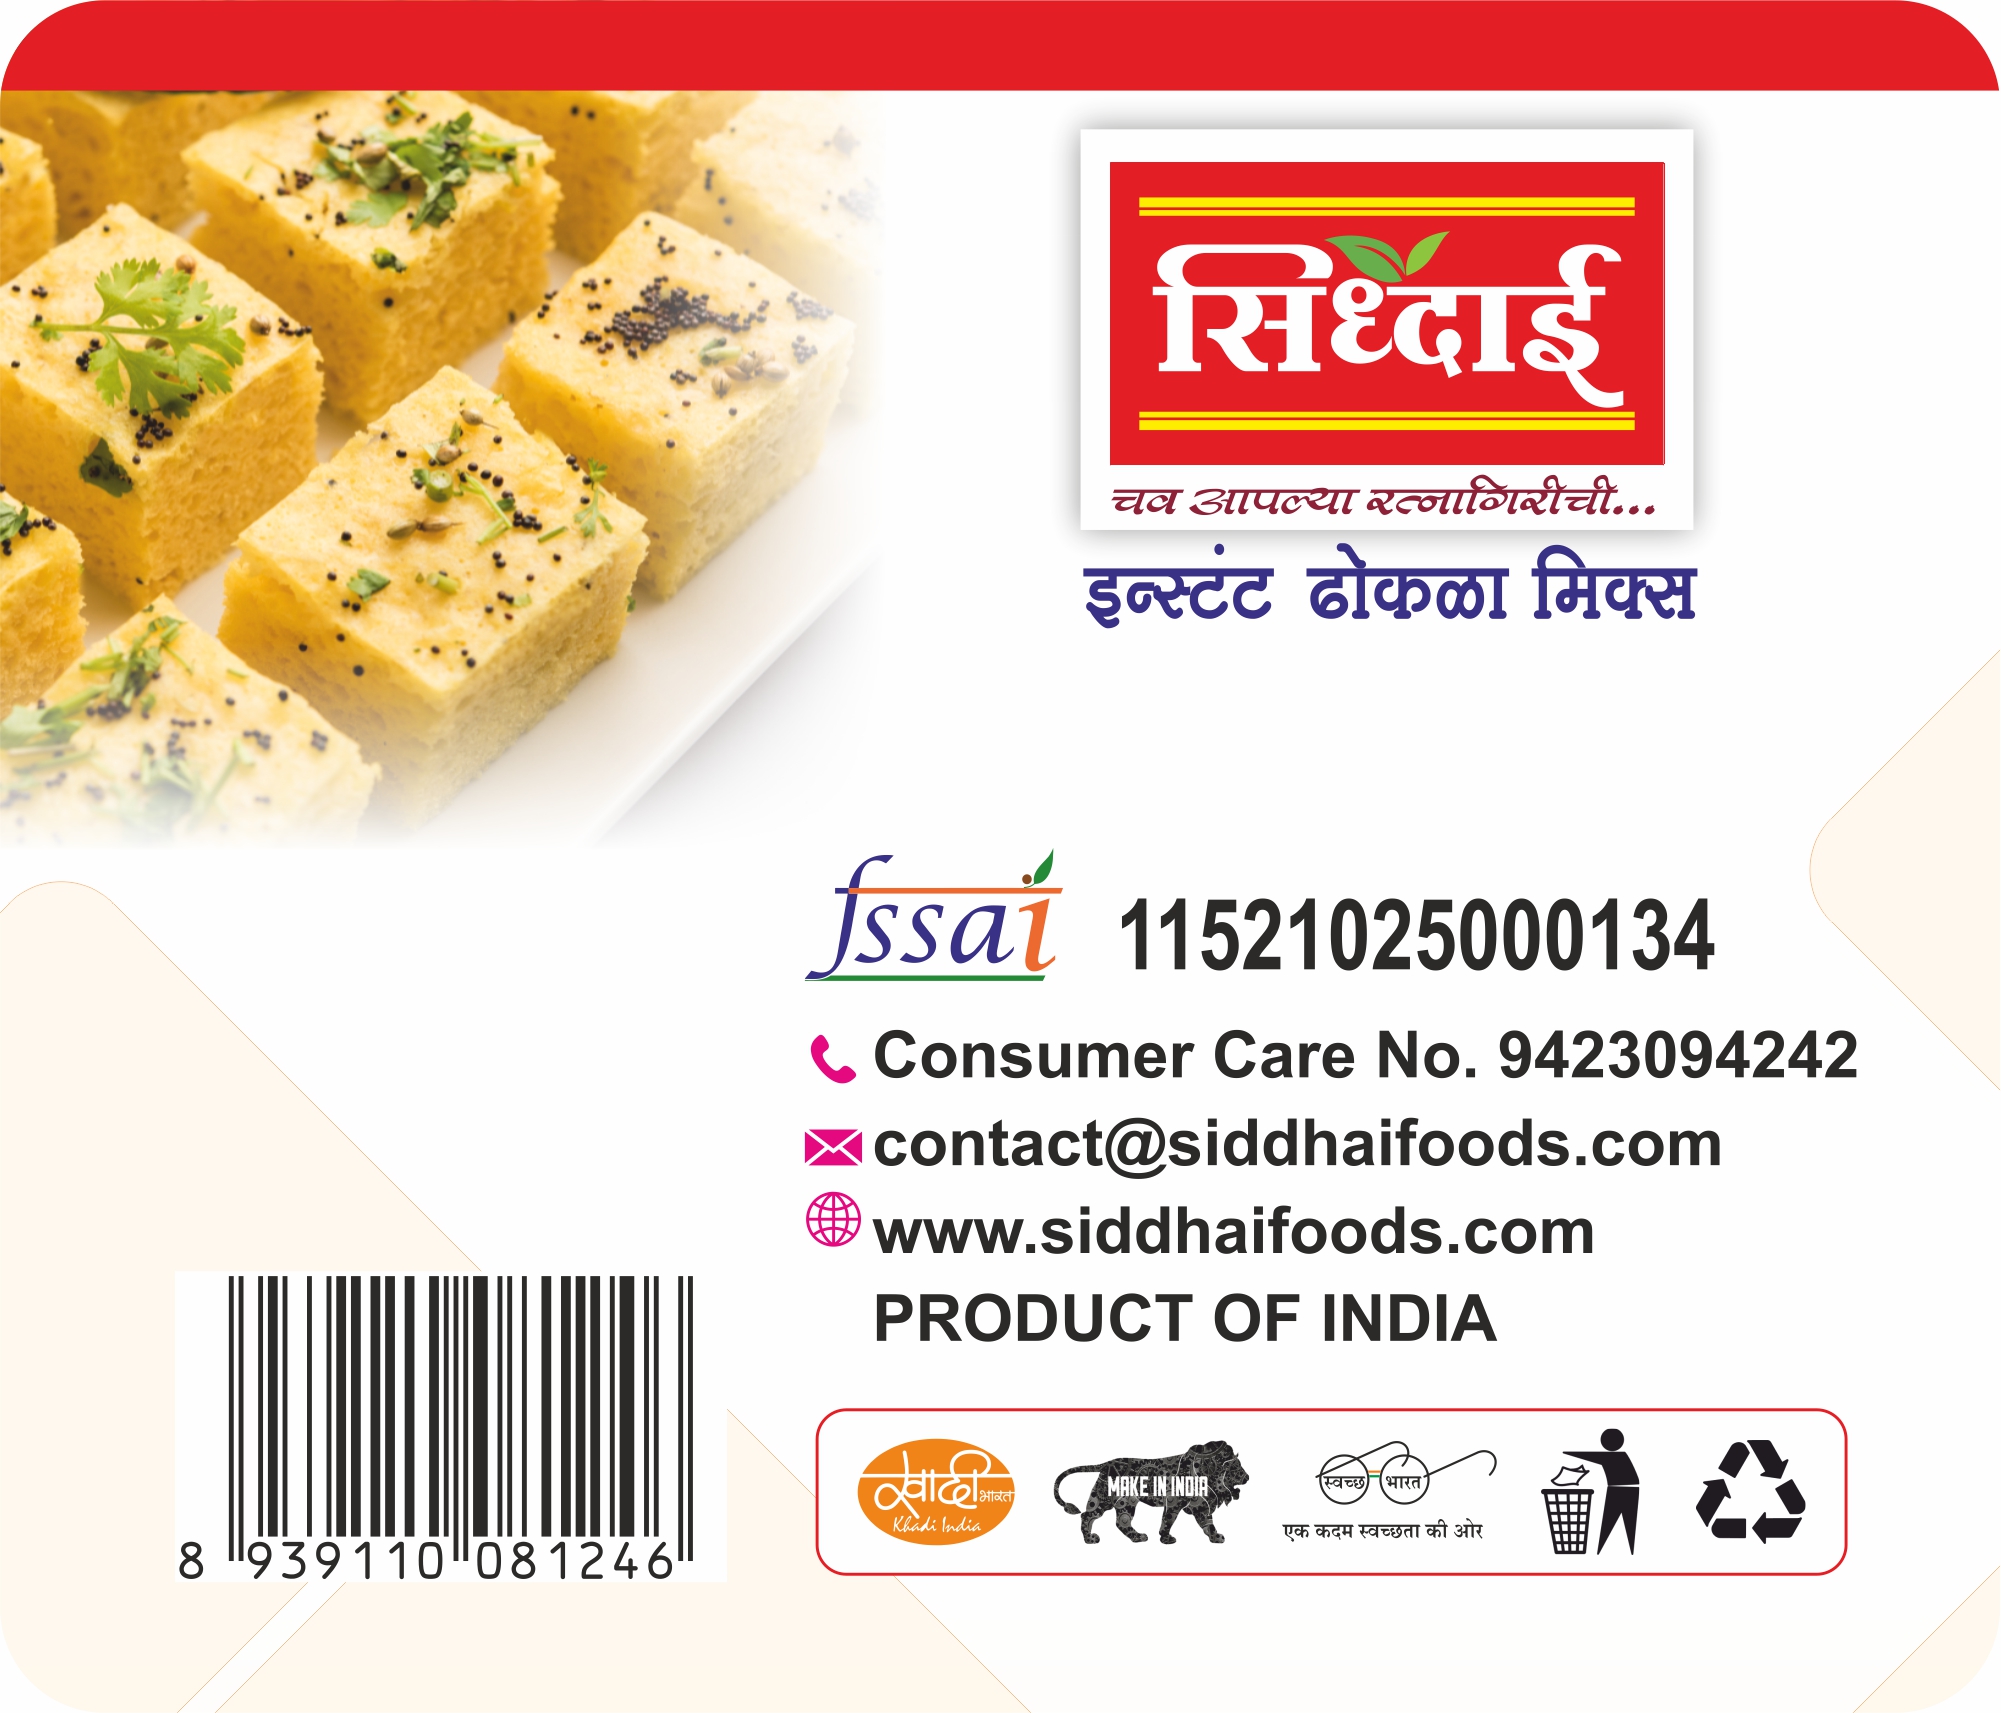 सिध्दाई
चव आपल्या रत्नागिरीची...
इन्स्टंट ढोकळा मिक्स
fssai 11521025000134
Consumer Care No. 9423094242
contact@siddhaifoods.com
www.siddhaifoods.com
PRODUCT OF INDIA
खादी भारत
Khadi India
MAKE IN INDIA
स्वच्छ भारत
एक कदम स्वच्छता की ओर
8 939110 081246